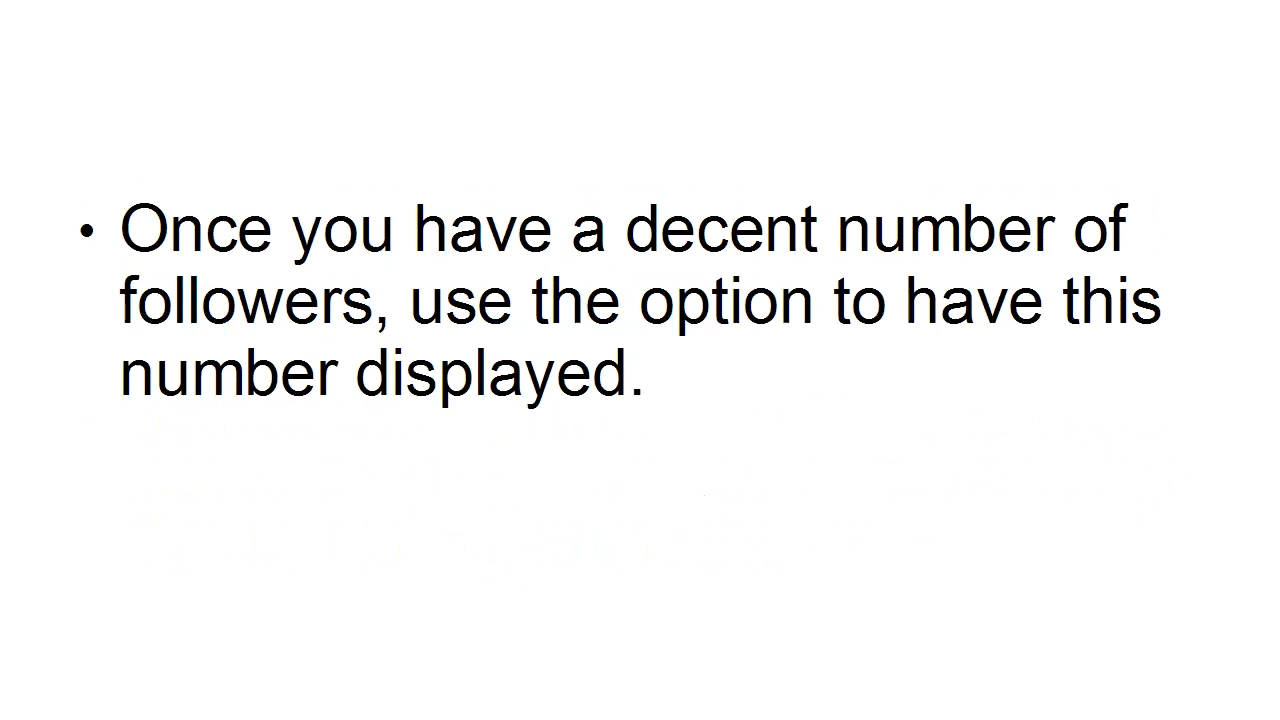 • Once you have a decent number of
followers, use the option to have this
number displayed.